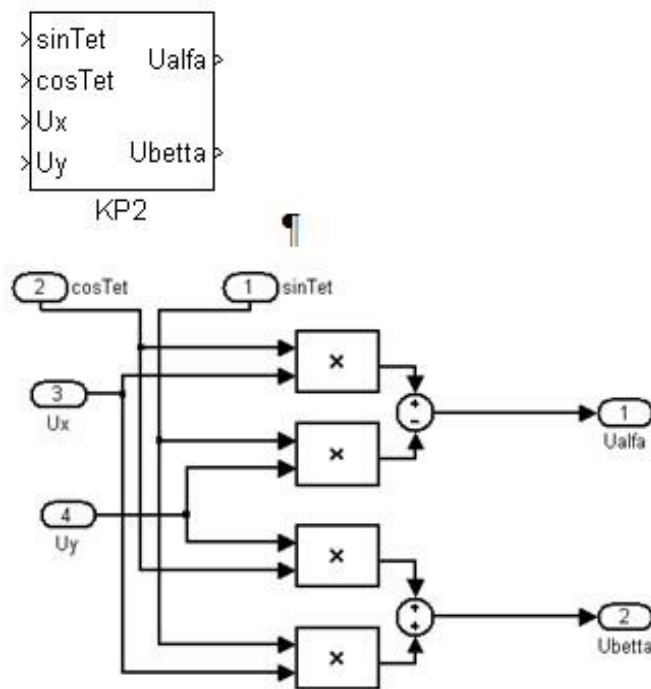 sinTet
Ualfa
cosTet
Ux
Ubetta
Uy
KP2
¶
2 cosTet 1 sinTet
×
3
Ux
+
−
1
Ualfa
×
4
Uy
×
+
+
2
Ubetta
×